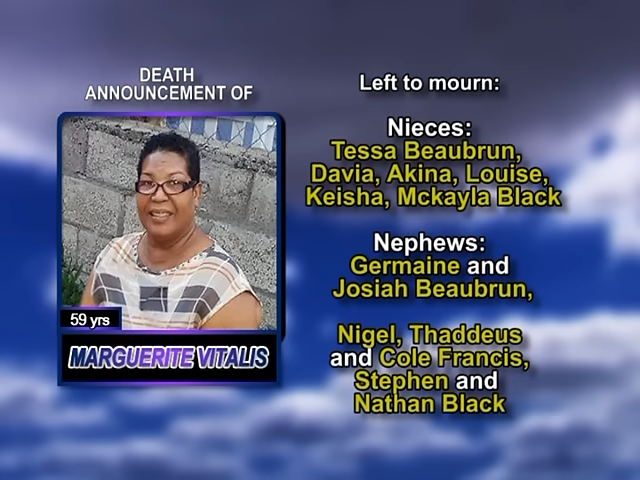 DEATH
ANNOUNCEMENT OF
59 yrs
MARGUERITE VITALIS
Left to mourn:
Nieces:
Tessa Beaubrun,
Davia, Akina, Louise,
Keisha, Mckayla Black
Nephews:
Germaine and
Josiah Beaubrun,
Nigel, Thaddeus
and Cole Francis,
Stephen and
Nathan Black